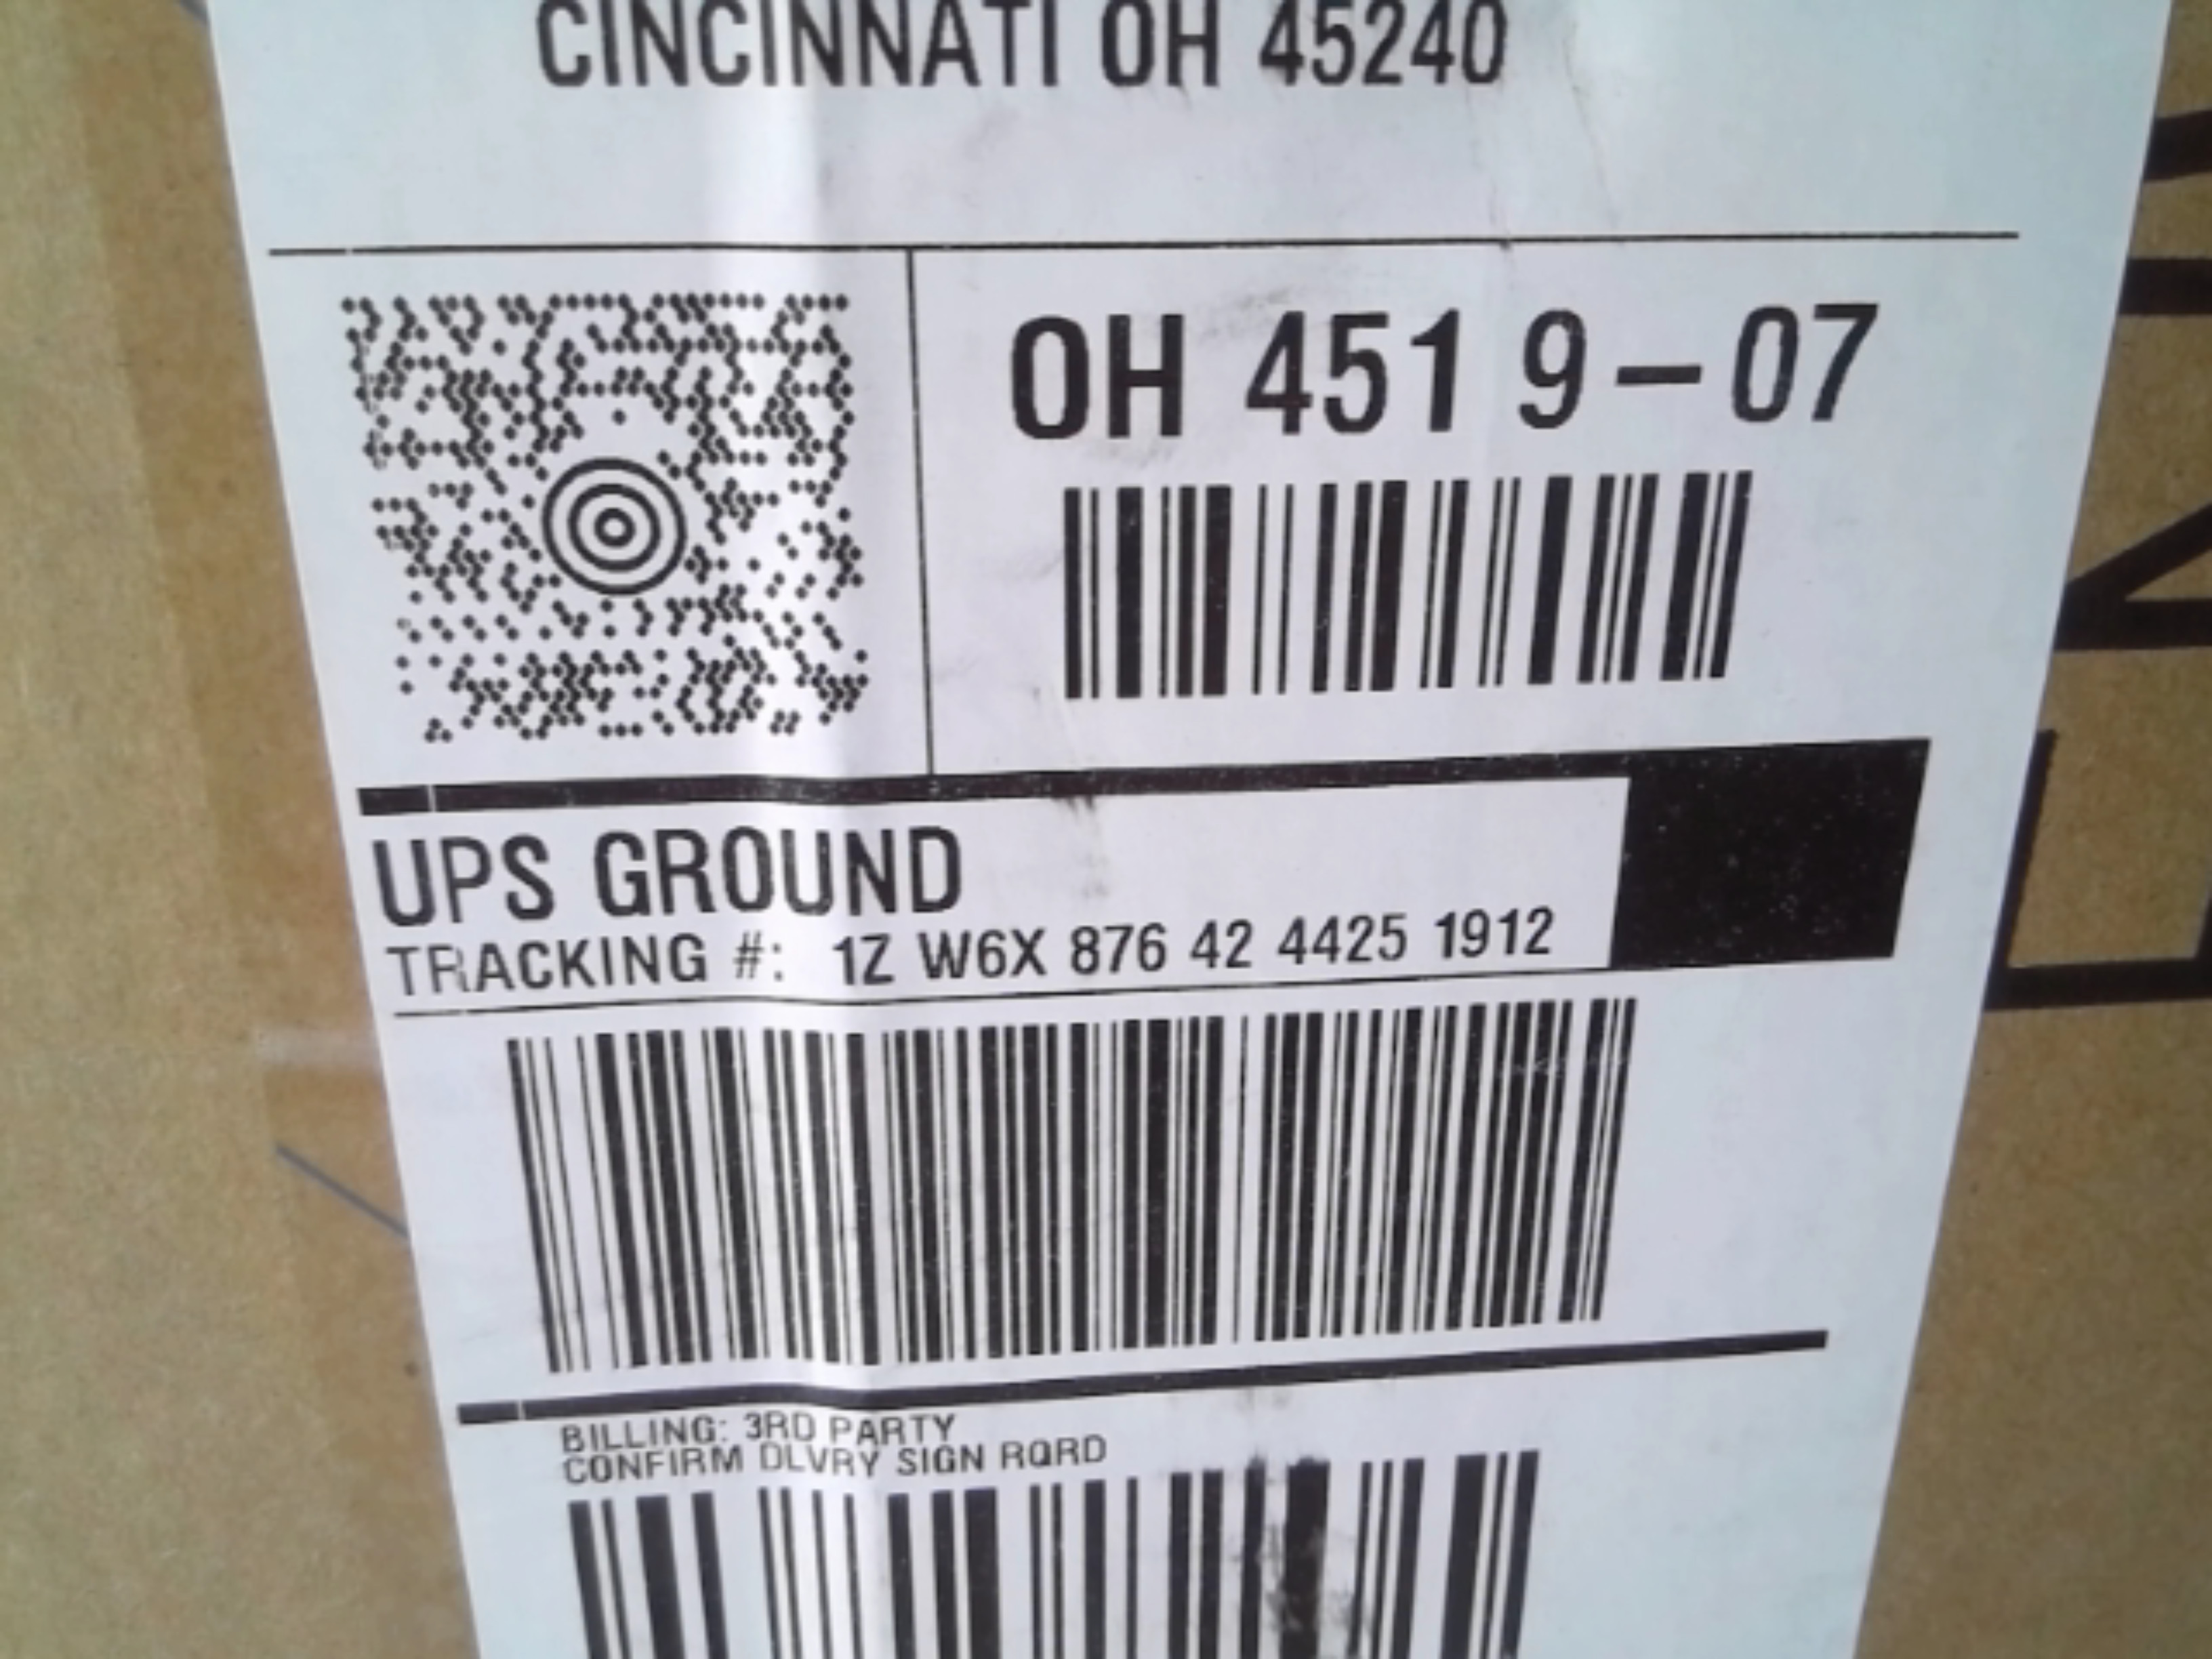 CINCINNATI OH 45240
OH 451 9-07
UPS GROUND
TRACKING #: 1Z W6X 876 42 4425 1912
BILLING: 3RD PARTY
CONFIRM DLVRY SIGN RQRD